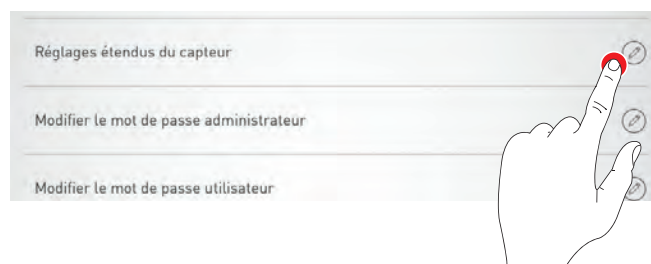 Réglages étendus du capteur
Modifier le mot de passe administrateur
Modifier le mot de passe utilisateur